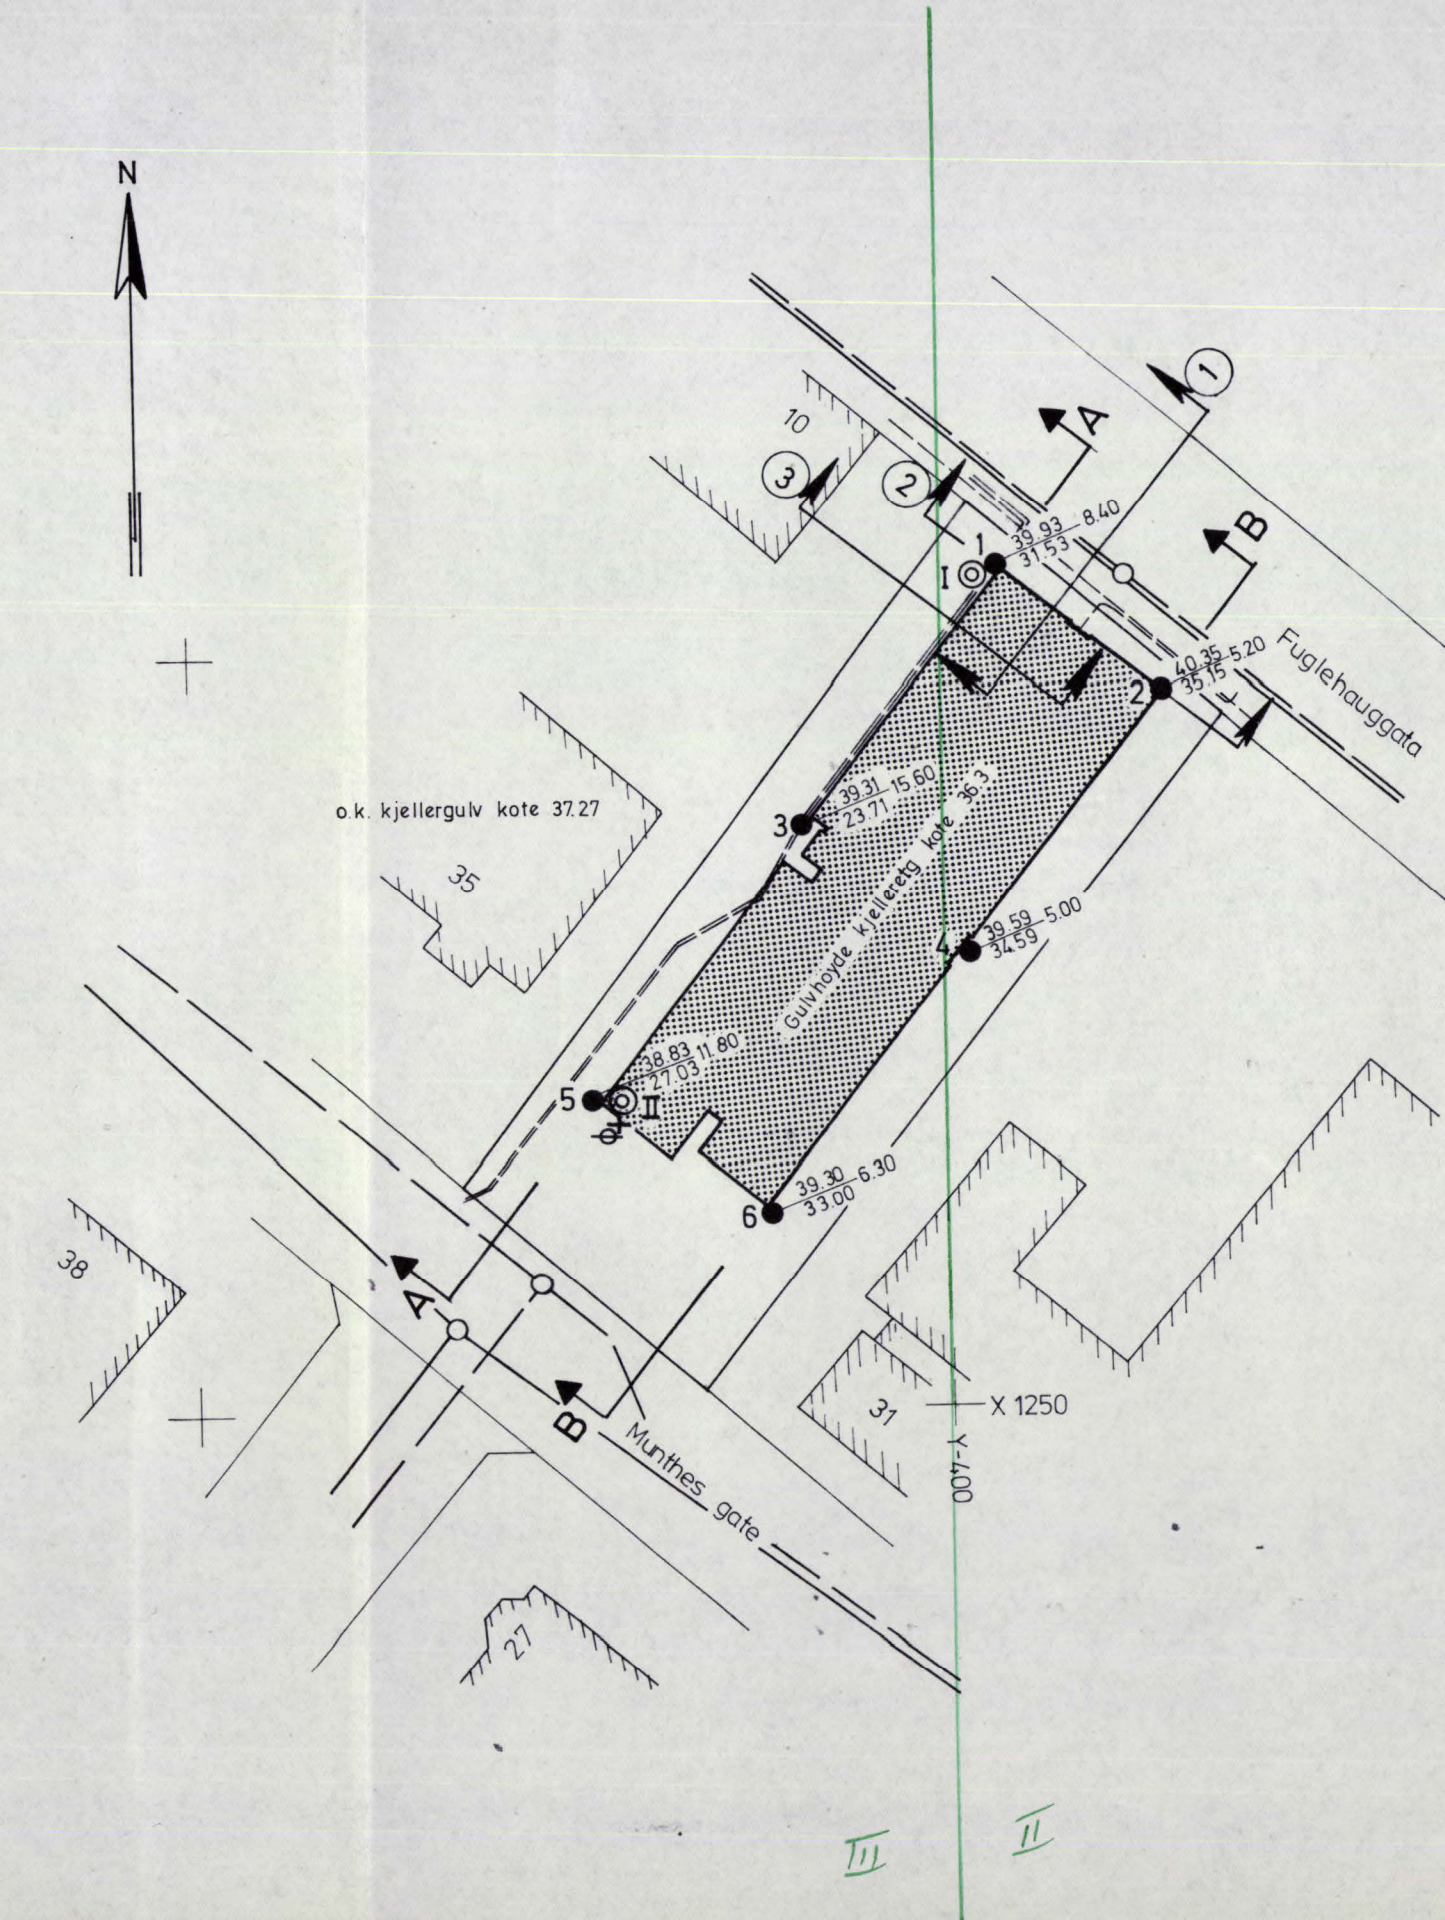 N
10
1
A
3
2
B
1
39.93 8.40
31.53
I
40.35 5.20
35.15
2
Fuglehauggata
39.31 15.60
23.71
3
o.k. kjellergulv kote 37.27
35
Gulvhøyde kjelleretg kote 36.3
39.59 5.00
34.59
4
38.83 11.80
27.03
5
II
39.30 6.30
33.00
6
38
A
B
31
X 1250
Y-400
Munthes gate
27
III
II